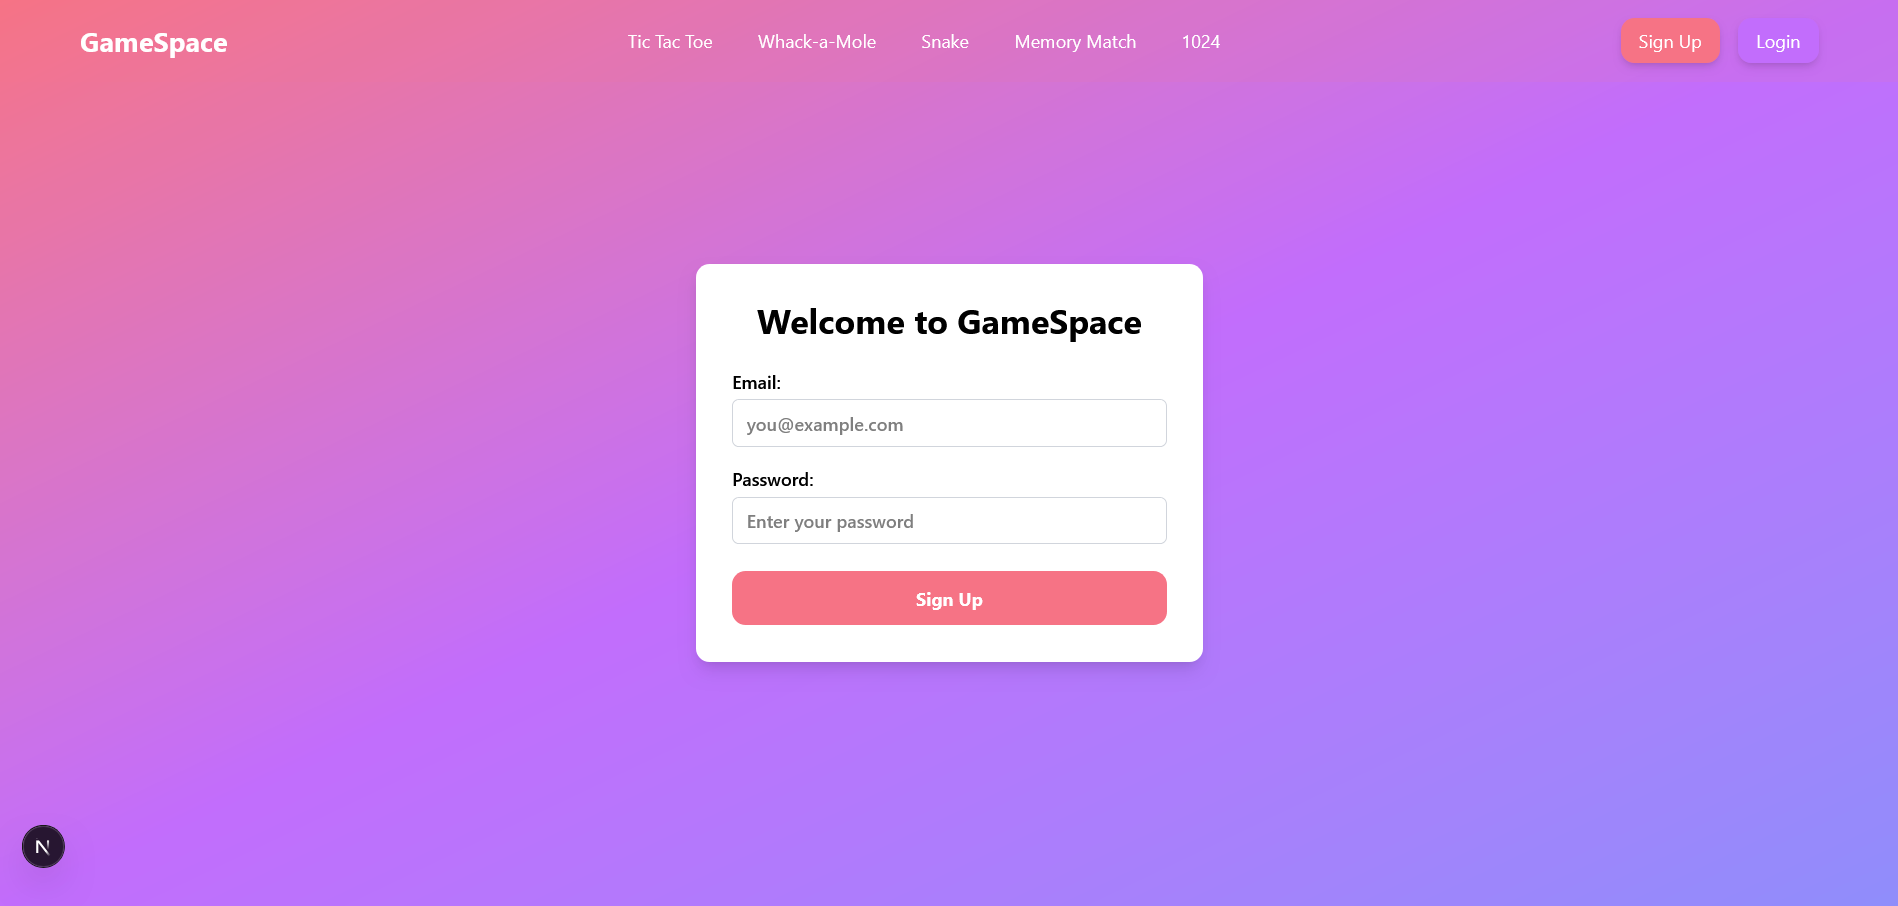 GameSpace
Tic Tac Toe
Whack-a-Mole
Snake
Memory Match
1024
Sign Up
Login
Welcome to GameSpace
Email:
you@example.com
Password:
Enter your password
Sign Up
N